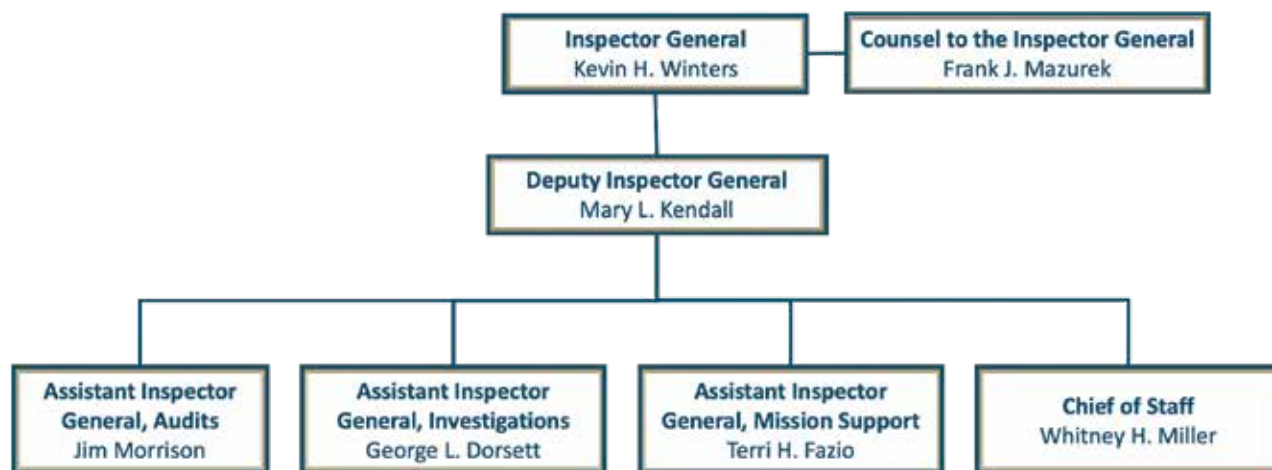 Inspector General
Kevin H. Winters
Counsel to the Inspector General
Frank J. Mazurek
Deputy Inspector General
Mary L. Kendall
Assistant Inspector
General, Audits
Jim Morrison
Assistant Inspector
General, Investigations
George L. Dorsett
Assistant Inspector
General, Mission Support
Terri H. Fazio
Chief of Staff
Whitney H. Miller